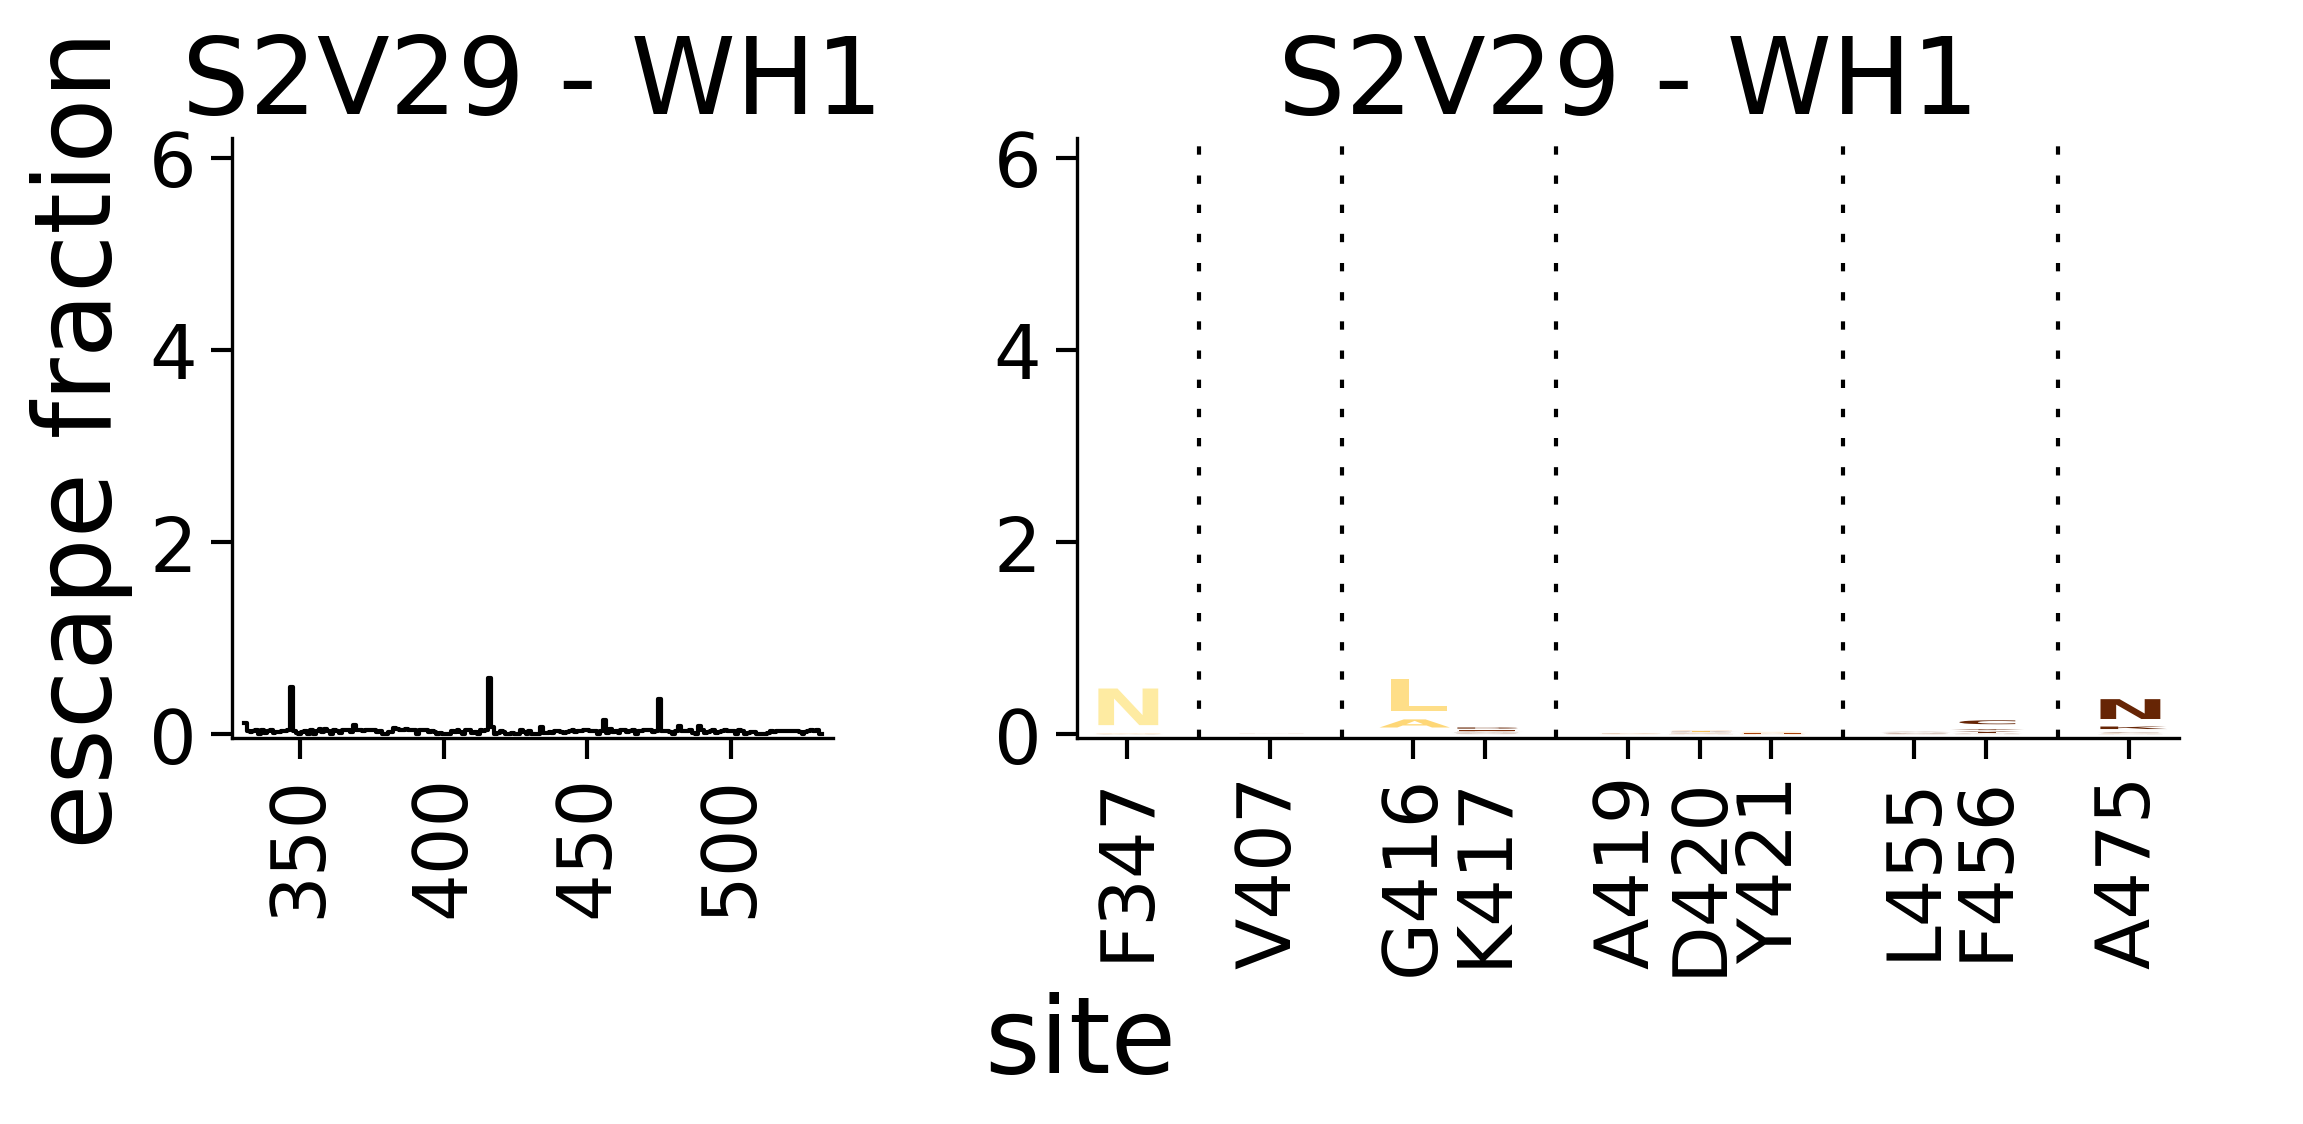 S2V29 - WH1
S2V29 - WH1
escape fraction
6
4
2
0
350
400
450
500
6
4
2
0
N
L
A
C
N
F347
V407
G416
K417
A419
D420
Y421
L455
F456
A475
site